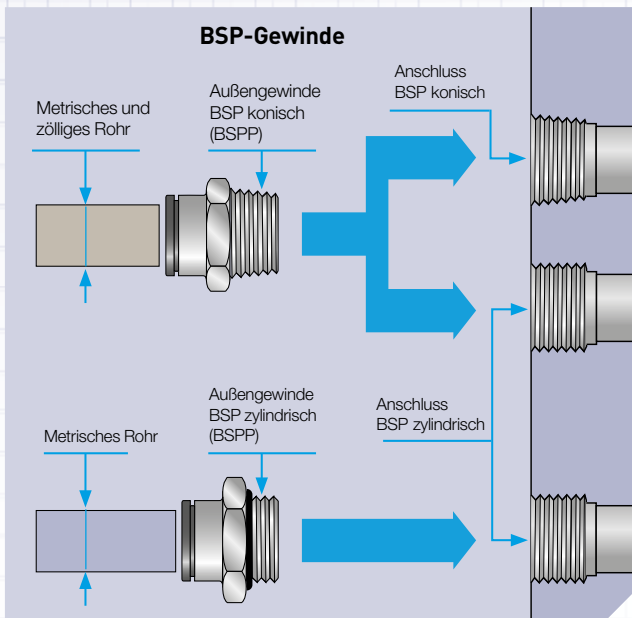 BSP-Gewinde
Metrisches und
zölliges Rohr
Außengewinde
BSP konisch
(BSPP)
Anschluss
BSP konisch
Metrisches Rohr
Außengewinde
BSP zylindrisch
(BSPP)
Anschluss
BSP zylindrisch